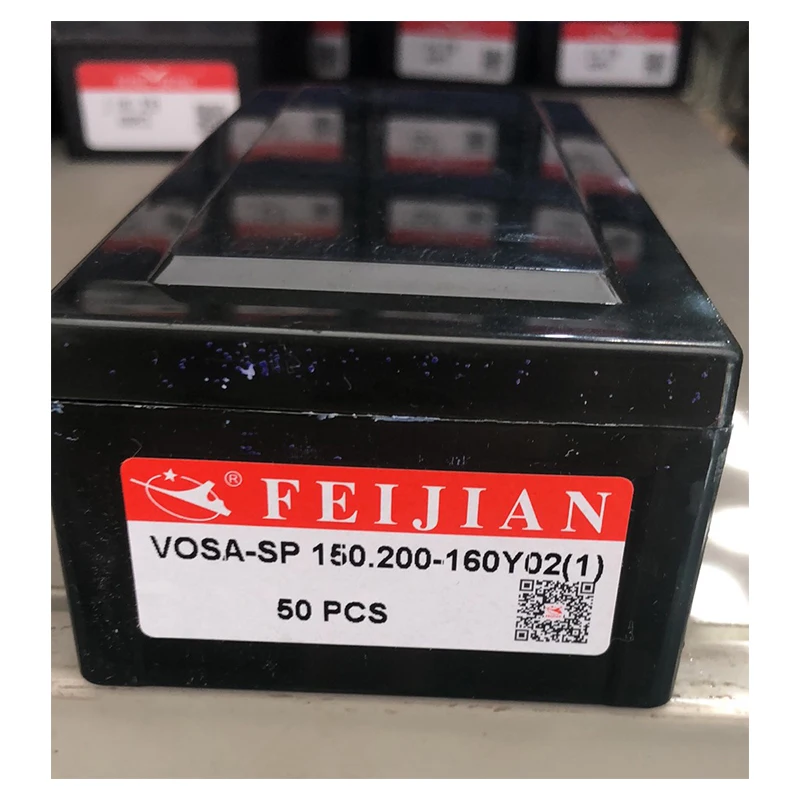 ® FEIJIAN
VOSA-SP 150.200-160Y02(1)
50 PCS